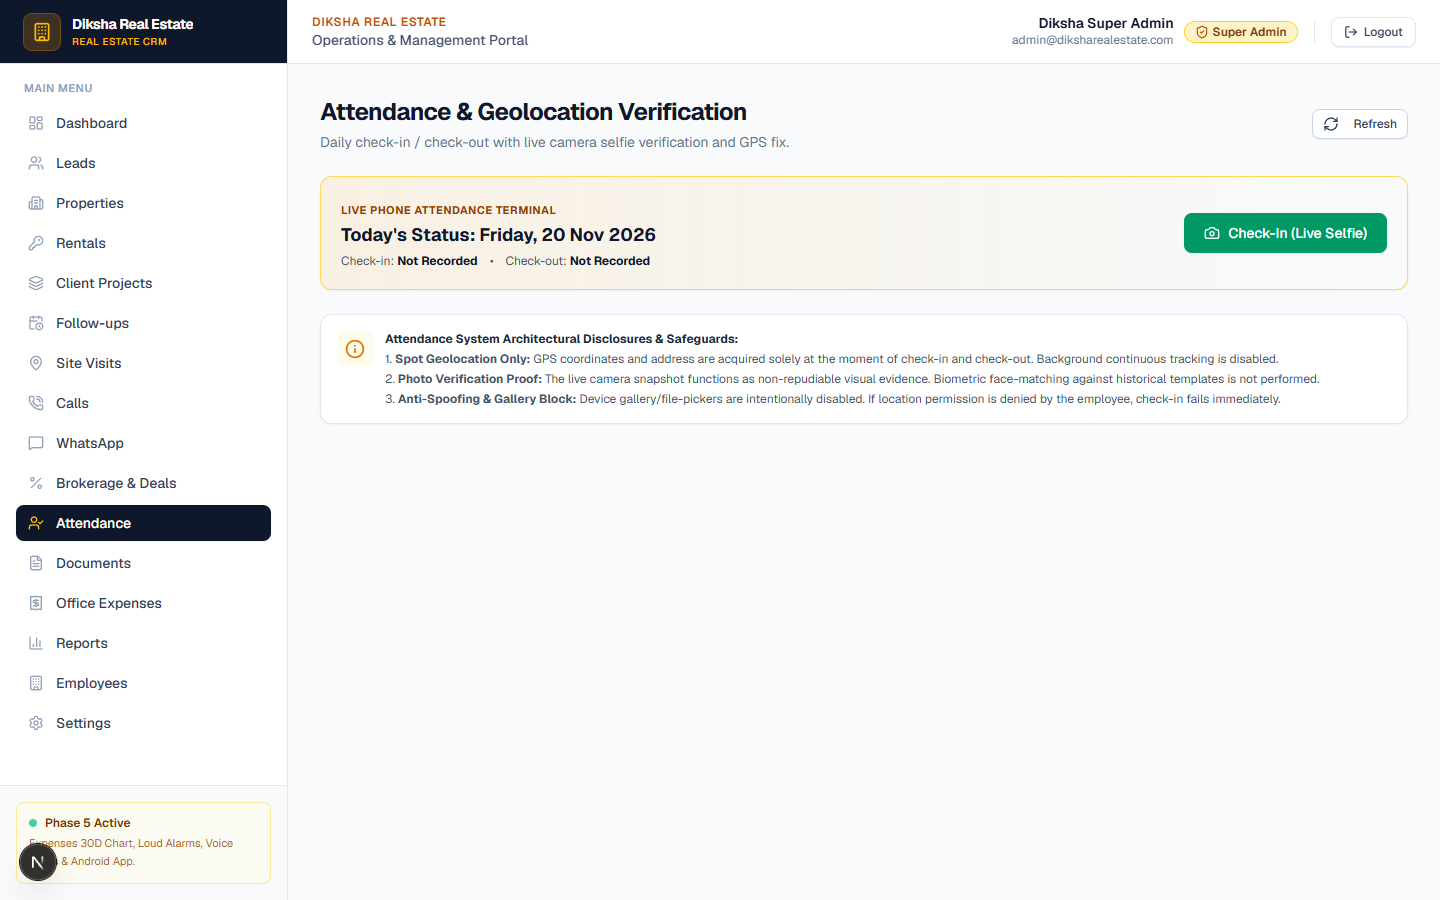 Diksha Real Estate
REAL ESTATE CRM
DIKSHA REAL ESTATE
Operations & Management Portal
Diksha Super Admin
admin@diksharealestate.com
Super Admin
Logout
MAIN MENU
Dashboard
Leads
Properties
Rentals
Client Projects
Follow-ups
Site Visits
Calls
WhatsApp
Brokerage & Deals
Attendance
Documents
Office Expenses
Reports
Employees
Settings
Phase 5 Active
Expenses 30D Chart, Loud Alarms, Voice
& Android App.
N
Attendance & Geolocation Verification
Daily check-in / check-out with live camera selfie verification and GPS fix.
Refresh
LIVE PHONE ATTENDANCE TERMINAL
Today's Status: Friday, 20 Nov 2026
Check-in: Not Recorded • Check-out: Not Recorded
Check-In (Live Selfie)
Attendance System Architectural Disclosures & Safeguards:
1. Spot Geolocation Only: GPS coordinates and address are acquired solely at the moment of check-in and check-out. Background continuous tracking is disabled.
2. Photo Verification Proof: The live camera snapshot functions as non-repudiable visual evidence. Biometric face-matching against historical templates is not performed.
3. Anti-Spoofing & Gallery Block: Device gallery/file-pickers are intentionally disabled. If location permission is denied by the employee, check-in fails immediately.